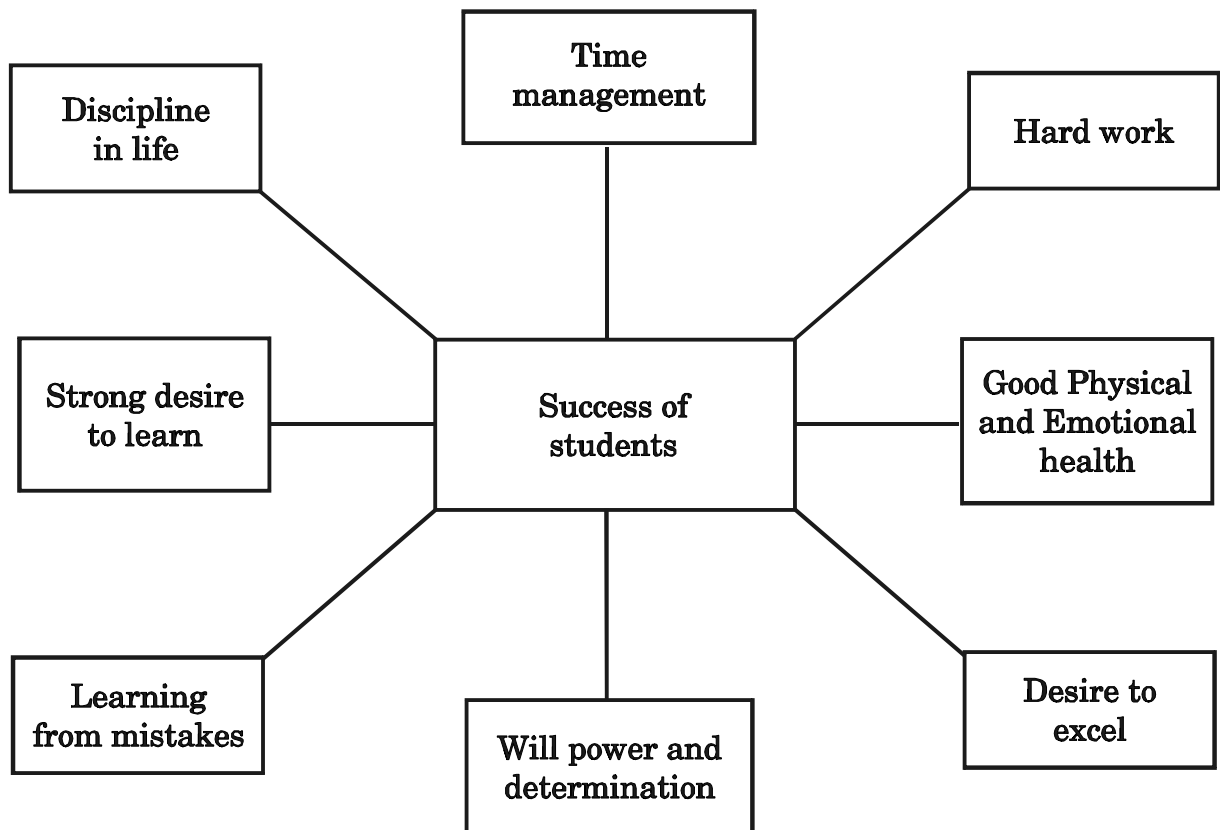 Time
management
Discipline
in life
Hard work
Strong desire
to learn
Success of
students
Good Physical
and Emotional
health
Learning
from mistakes
Will power and
determination
Desire to
excel